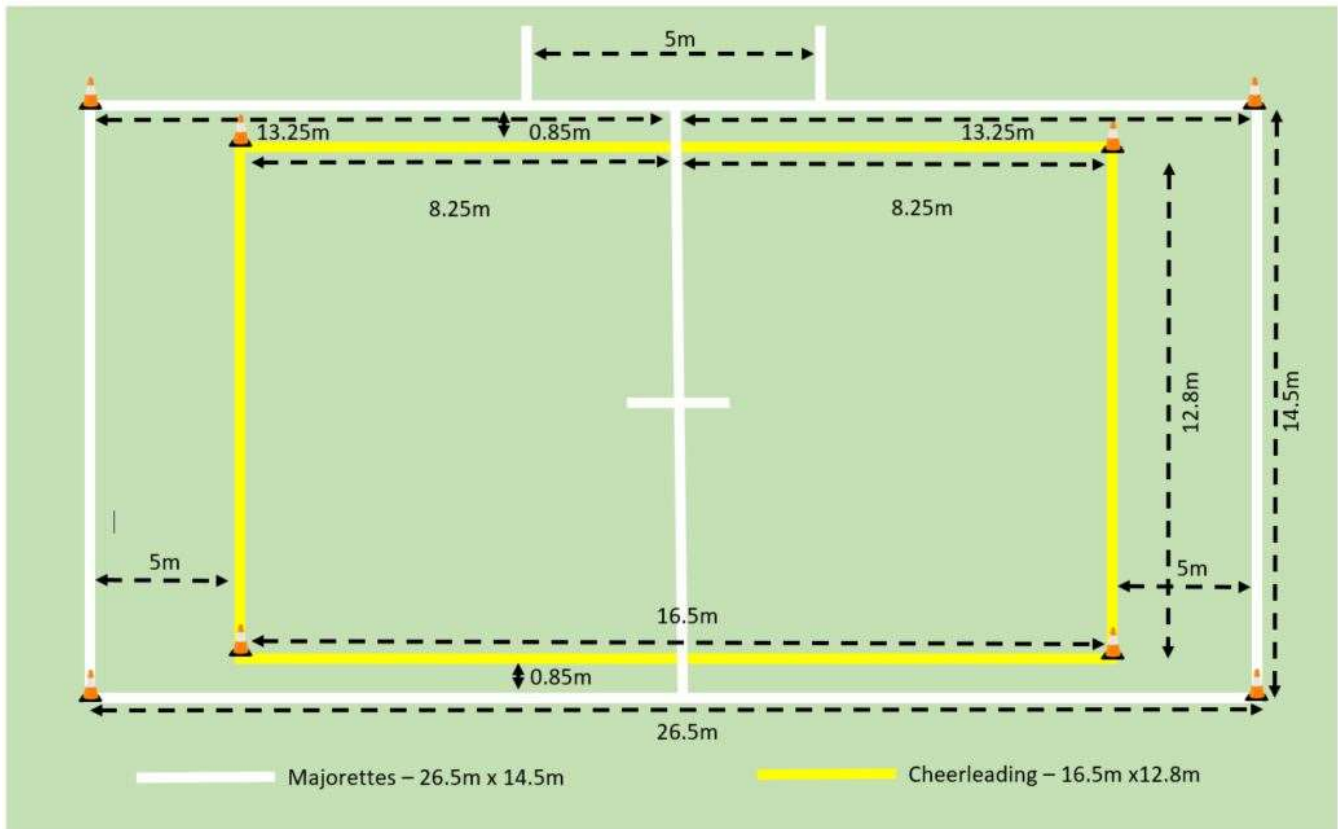 5m
13.25m
0.85m
13.25m
8.25m
8.25m
12.8m
14.5m
5m
5m
16.5m
0.85m
26.5m
Majorettes – 26.5m x 14.5m
Cheerleading – 16.5m x12.8m